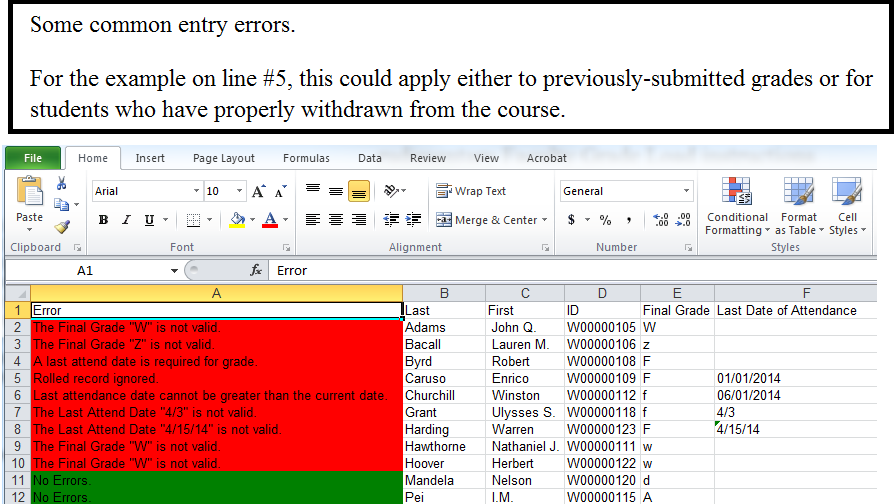 Some common entry errors.
For the example on line #5, this could apply either to previously-submitted grades or for
students who have properly withdrawn from the course.
File Home Insert Page Layout Formulas Data Review View Acrobat
Arial 10 A A Wrap Text General
Paste B I U A Merge & Center $ % , .00 .00 Conditional Format Cell
Formatting as Table Styles
Clipboard Font Alignment Number Styles
A1 fx Error
A B C D E F
1 Error Last First ID Final Grade Last Date of Attendance
2 The Final Grade "W" is not valid. Adams John Q. W00000105 W
3 The Final Grade "Z" is not valid. Bacall Lauren M. W00000106 z
4 A last attend date is required for grade. Byrd Robert W00000108 F
5 Rolled record ignored. Caruso Enrico W00000109 F 01/01/2014
6 Last attendance date cannot be greater than the current date. Churchill Winston W00000112 f 06/01/2014
7 The Last Attend Date "4/3" is not valid. Grant Ulysses S. W00000118 f 4/3
8 The Last Attend Date "4/15/14" is not valid. Harding Warren W00000123 F 4/15/14
9 The Final Grade "W" is not valid. Hawthorne Nathaniel J. W00000111 w
10 The Final Grade "W" is not valid. Hoover Herbert W00000122 w
11 No Errors. Mandela Nelson W00000120 d
12 No Errors. Pei I.M. W00000115 A